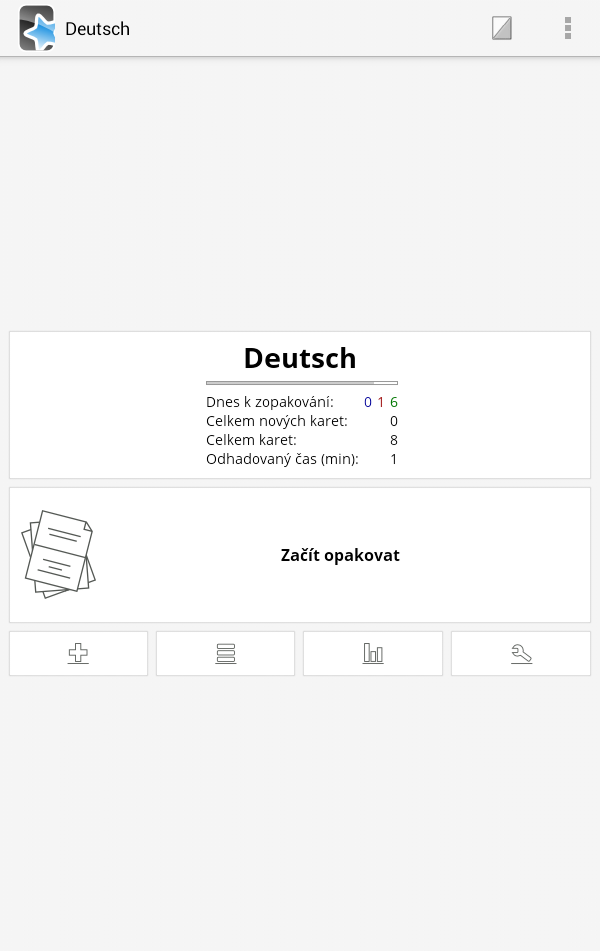 Deutsch
Deutsch
Dnes k zopakování: 0 1 6
Celkem nových karet: 0
Celkem karet: 8
Odhadovaný čas (min): 1
Začít opakovat